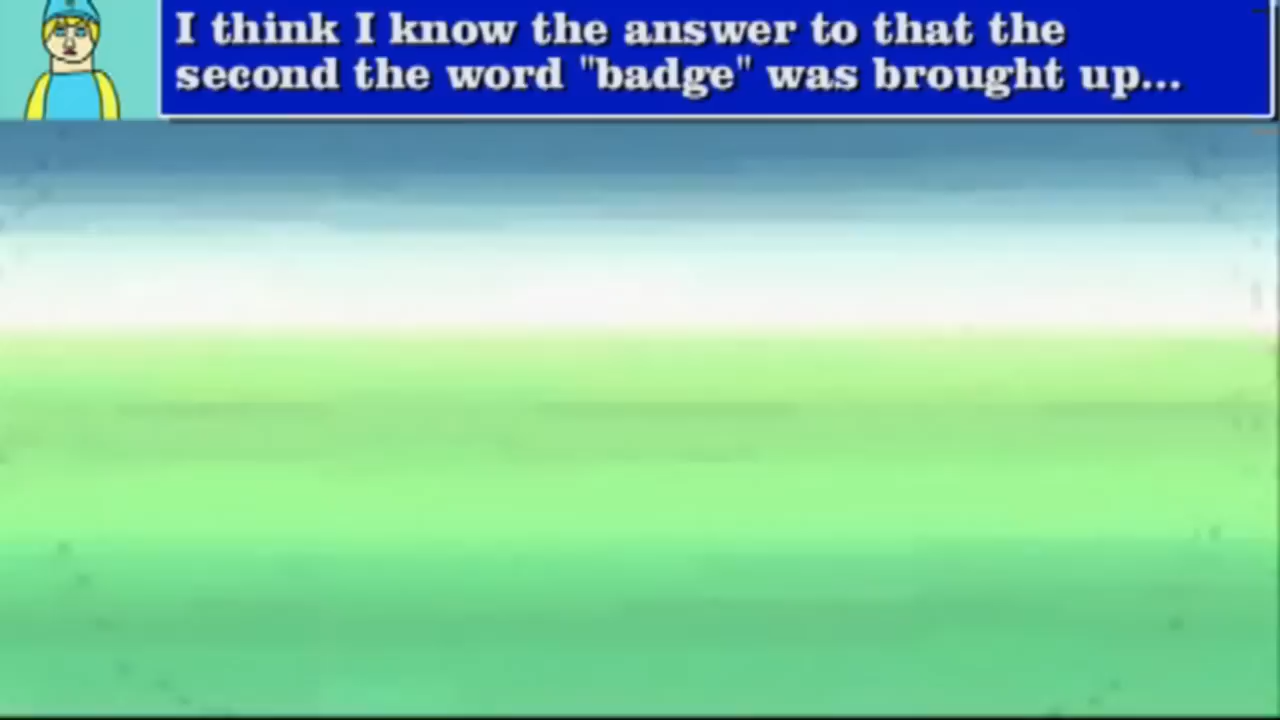 I think I know the answer to that the
second the word "badge" was brought up...